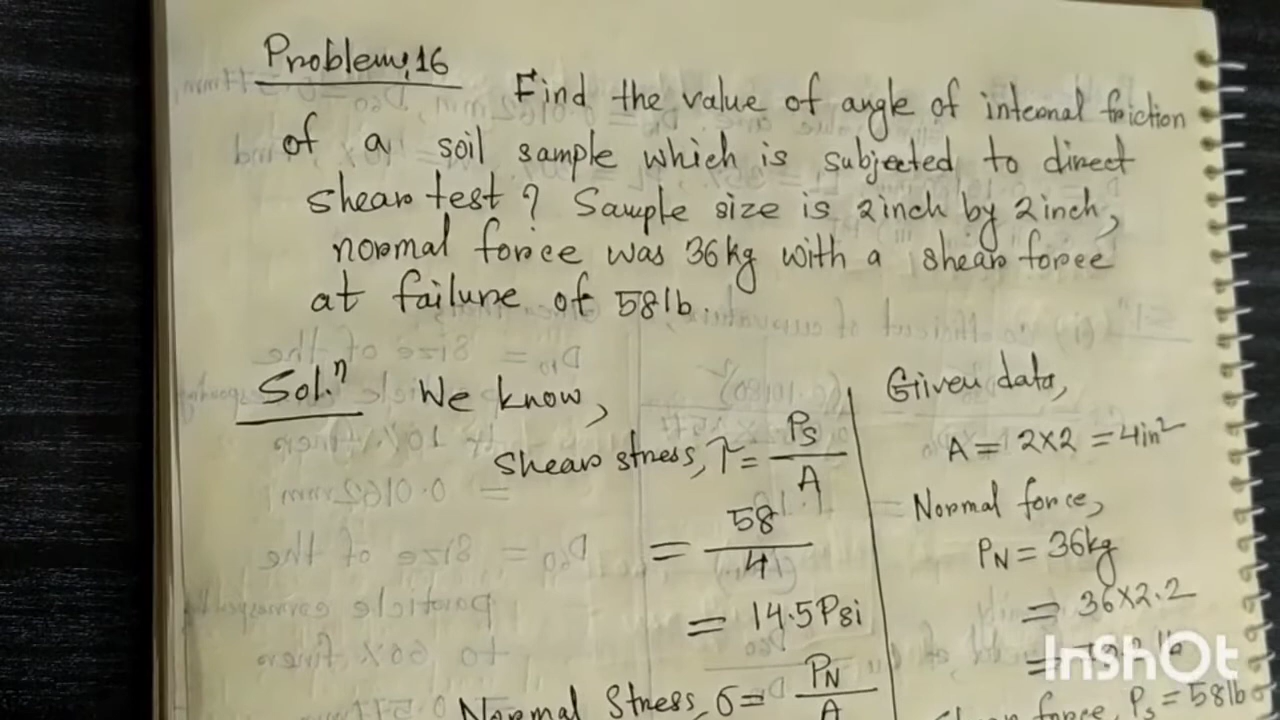 Problem: 16
Find the value of angle of internal friction
of a soil sample which is subjected to direct
shear test? Sample size is 2inch by 2inch,
normal force was 36kg with a shear force
at failure of 58lb.
Solⁿ We know,
Shear stress, τ = Ps/A
= 58/4
= 14.5 Psi
Normal Stress, σ = PN/A
Given data,
A = 2×2 = 4in²
Normal force,
PN = 36kg
= 36×2.2
=
force, Ps = 58lb
InShOt